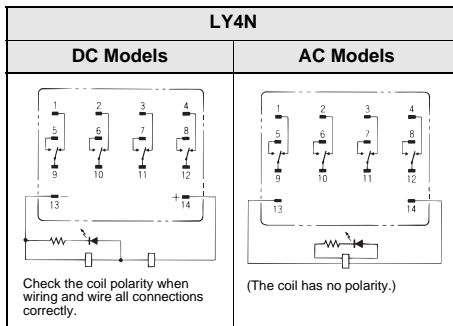 LY4N
DC Models
AC Models
1 2 3 4
5 6 7 8
9 10 11 12
13 − + 14
Check the coil polarity when
wiring and wire all connections
correctly.
1 2 3 4
5 6 7 8
9 10 11 12
13 14
(The coil has no polarity.)